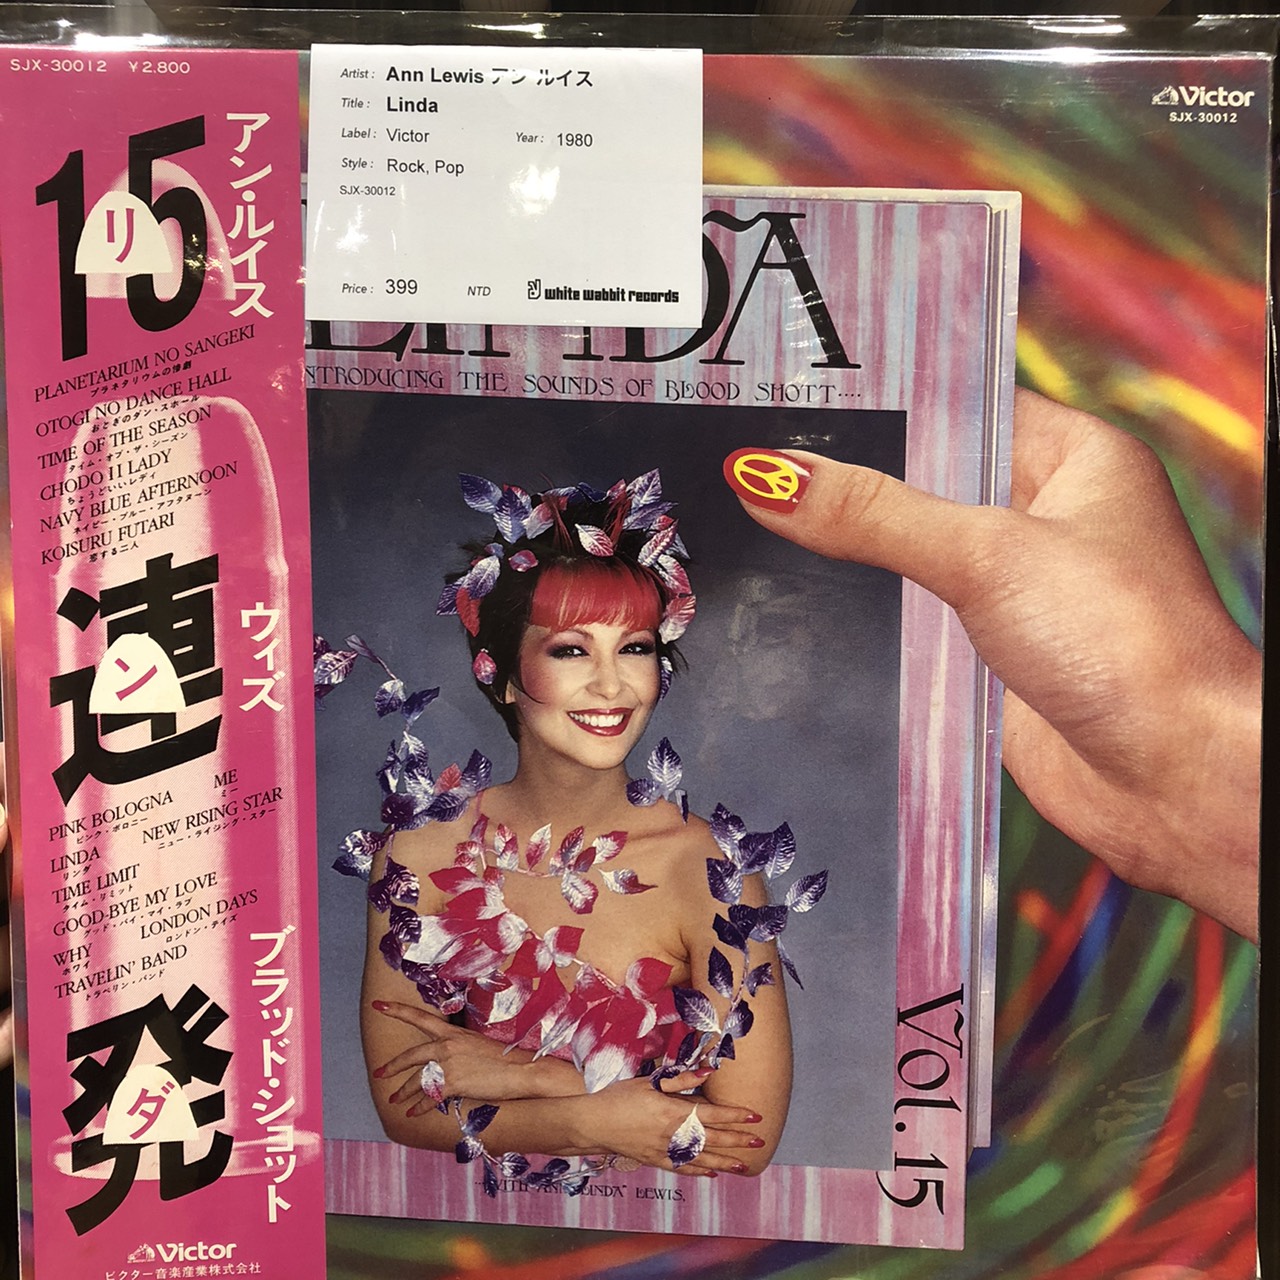 SJX-30012 ￥2,800
アン・ルイス
15
リ
PLANETARIUM NO SANGEKI
プラネタリウムの惨劇
OTOGI NO DANCE HALL
おとぎのダンスホール
TIME OF THE SEASON
タイム・オブ・ザ・シーズン
CHODO II LADY
ちょうどいいレディ
NAVY BLUE AFTERNOON
ネイビー・ブルー・アフタヌーン
KOISURU FUTARI
恋する二人
連
ン
ウィズ
ME
ミー
PINK BOLOGNA
ピンク・ボロニー
NEW RISING STAR
ニュー・ライジング・スター
LINDA
リンダ
TIME LIMIT
タイム・リミット
GOOD-BYE MY LOVE
グッド・バイ・マイ・ラブ
LONDON DAYS
ロンドン・デイズ
WHY
ホワイ
TRAVELIN' BAND
トラベリン・バンド
ブラッド・ショット
発
ダ
Victor
ビクター音楽産業株式会社
Artist : Ann Lewis アン ルイス
Title : Linda
Label : Victor Year : 1980
Style : Rock, Pop
SJX-30012
Price : 399 NTD white wabbit records
Victor
SJX-30012
LINDA
INTRODUCING THE SOUNDS OF BLOOD SHOTT....
Vol. 15
...WITH ANN "LINDA" LEWIS.